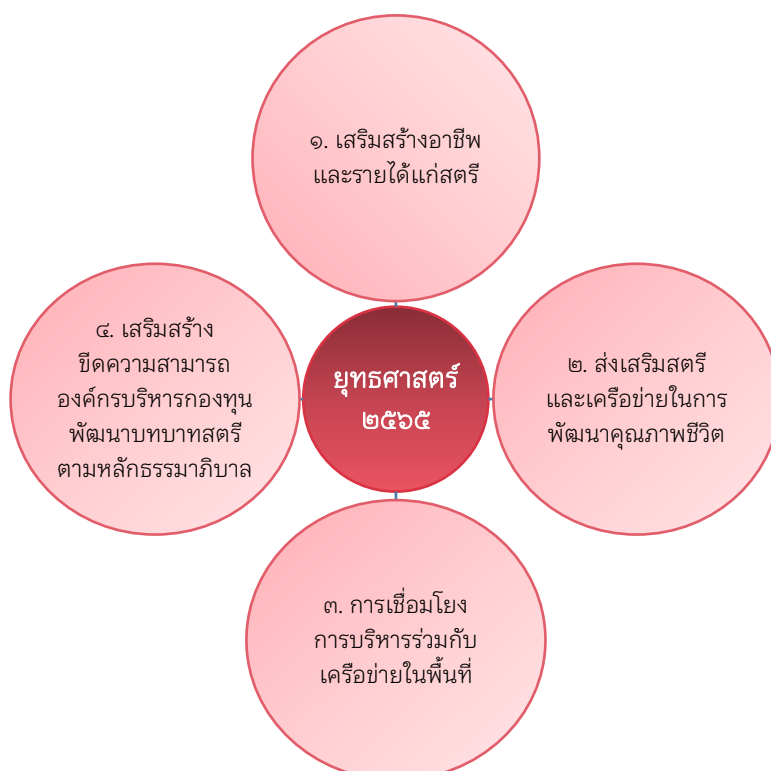 ๑. เสริมสร้างอาชีพ
และรายได้แก่สตรี
๔. เสริมสร้าง
ขีดความสามารถ
องค์กรบริหารกองทุน
พัฒนาบทบาทสตรี
ตามหลักธรรมาภิบาล
ยุทธศาสตร์
๒๕๖๕
๒. ส่งเสริมสตรี
และเครือข่ายในการ
พัฒนาคุณภาพชีวิต
๓. การเชื่อมโยง
การบริหารร่วมกับ
เครือข่ายในพื้นที่